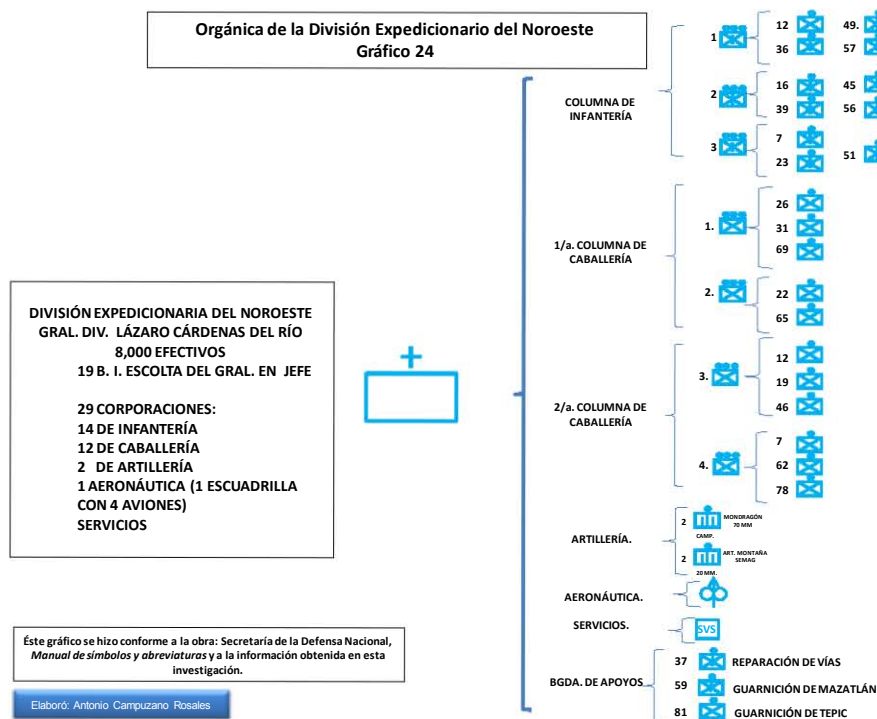 Orgánica de la División Expedicionario del Noroeste
Gráfico 24
COLUMNA DE
INFANTERÍA
1
12
36
49.
57
2
16
39
45
56
3
7
23
51
1/a. COLUMNA DE
CABALLERÍA
1.
26
31
69
2.
22
65
2/a. COLUMNA DE
CABALLERÍA
3.
12
19
46
4.
7
62
78
ARTILLERÍA.
2
MONDRAGÓN
70 MM
CAMP.
2
ART. MONTAÑA
SEMAG
20 MM.
AERONÁUTICA.
SERVICIOS.
SVS
BGDA. DE APOYOS
37 REPARACIÓN DE VÍAS
59 GUARNICIÓN DE MAZATLÁN
81 GUARNICIÓN DE TEPIC
DIVISIÓN EXPEDICIONARIA DEL NOROESTE
GRAL. DIV. LÁZARO CÁRDENAS DEL RÍO
8,000 EFECTIVOS
19 B. I. ESCOLTA DEL GRAL. EN JEFE
29 CORPORACIONES:
14 DE INFANTERÍA
12 DE CABALLERÍA
2 DE ARTILLERÍA
1 AERONÁUTICA (1 ESCUADRILLA
CON 4 AVIONES)
SERVICIOS
Éste gráfico se hizo conforme a la obra: Secretaría de la Defensa Nacional,
Manual de símbolos y abreviaturas y a la información obtenida en esta
investigación.
Elaboró: Antonio Campuzano Rosales